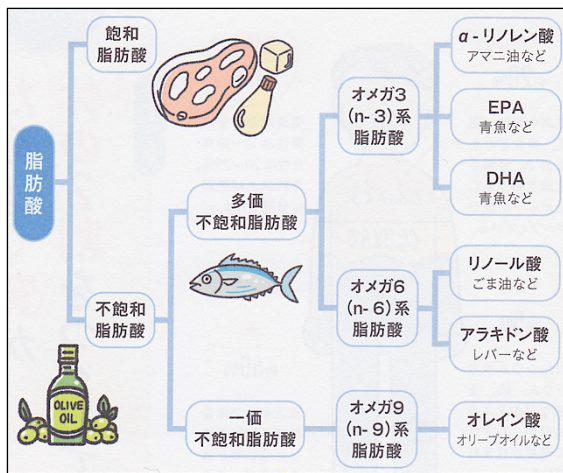 脂肪酸
飽和
脂肪酸
不飽和
脂肪酸
多価
不飽和脂肪酸
一価
不飽和脂肪酸
オメガ3
(n-3)系
脂肪酸
オメガ6
(n-6)系
脂肪酸
オメガ9
(n-9)系
脂肪酸
α-リノレン酸
アマニ油など
EPA
青魚など
DHA
青魚など
リノール酸
ごま油など
アラキドン酸
レバーなど
オレイン酸
オリーブオイルなど
OLIVE
OIL